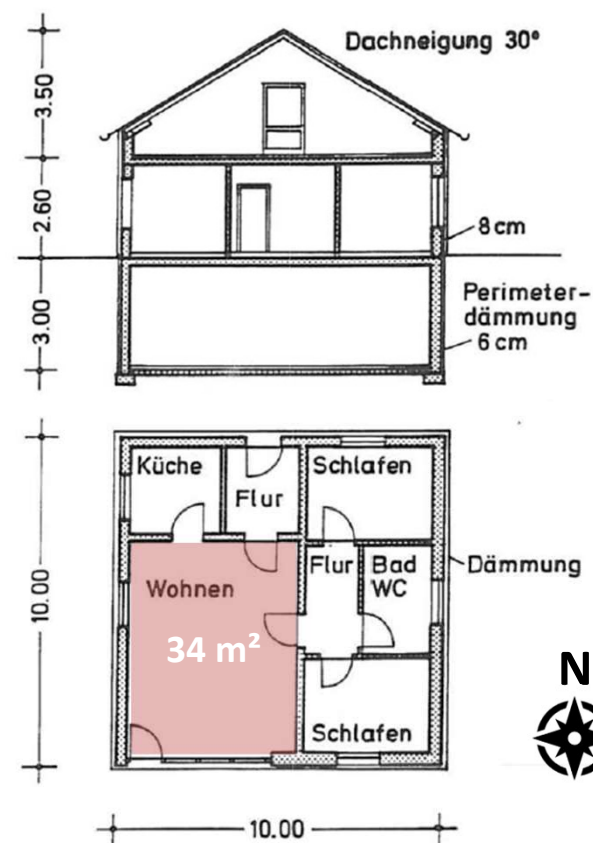 Dachneigung 30°
3.50
2.60
3.00
8 cm
Perimeter-
dämmung
6 cm
Küche
Flur
Schlafen
Wohnen
34 m²
Flur
Bad
WC
Dämmung
Schlafen
10.00
N
10.00